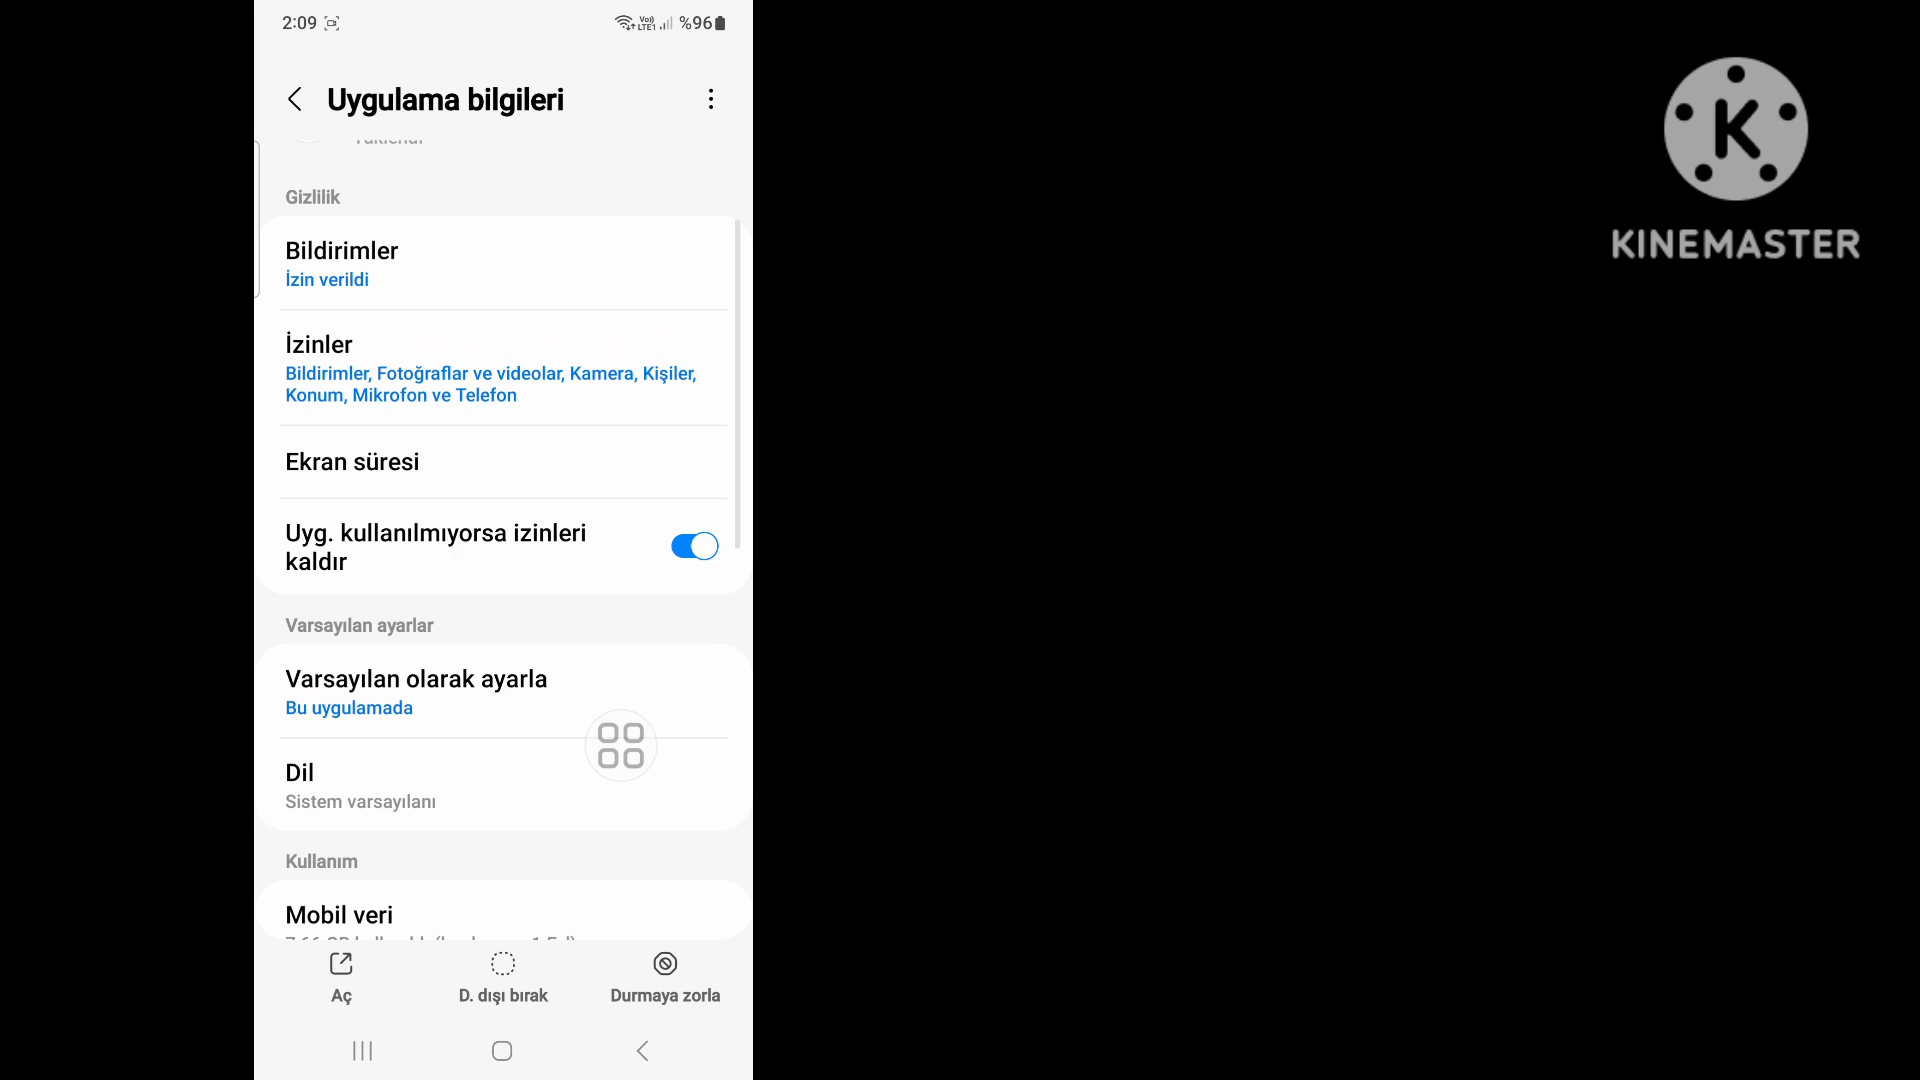 2:09
Vo))
LTE1
%96
Uygulama bilgileri
KINEMASTER
Gizlilik
Bildirimler
İzin verildi
İzinler
Bildirimler, Fotoğraflar ve videolar, Kamera, Kişiler,
Konum, Mikrofon ve Telefon
Ekran süresi
Uyg. kullanılmıyorsa izinleri
kaldır
Varsayılan ayarlar
Varsayılan olarak ayarla
Bu uygulamada
Dil
Sistem varsayılanı
Kullanım
Mobil veri
Aç
D. dışı bırak
Durmaya zorla